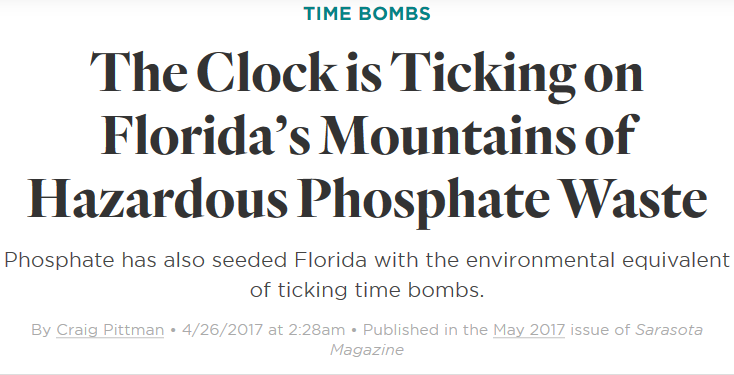 TIME BOMBS
The Clock is Ticking on
Florida’s Mountains of
Hazardous Phosphate Waste
Phosphate has also seeded Florida with the environmental equivalent
of ticking time bombs.
By Craig Pittman • 4/26/2017 at 2:28am • Published in the May 2017 issue of Sarasota
Magazine